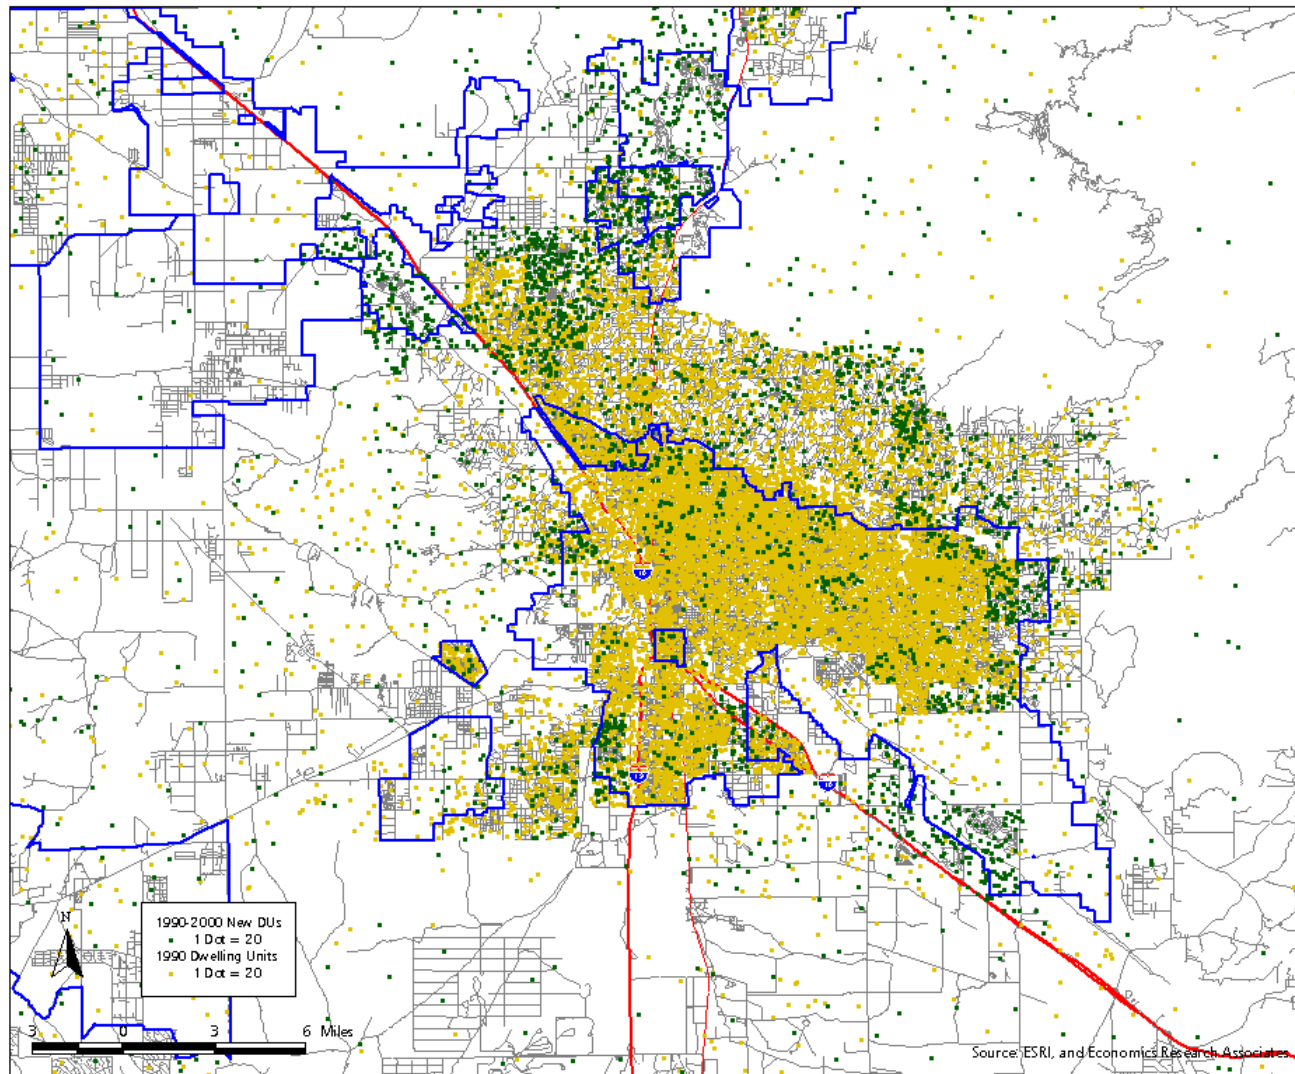 1990-2000 New DUs
1 Dot = 20
1990 Dwelling Units
1 Dot = 20
N
3 0 3 6 Miles
Source: ESRI, and Economics Research Associates